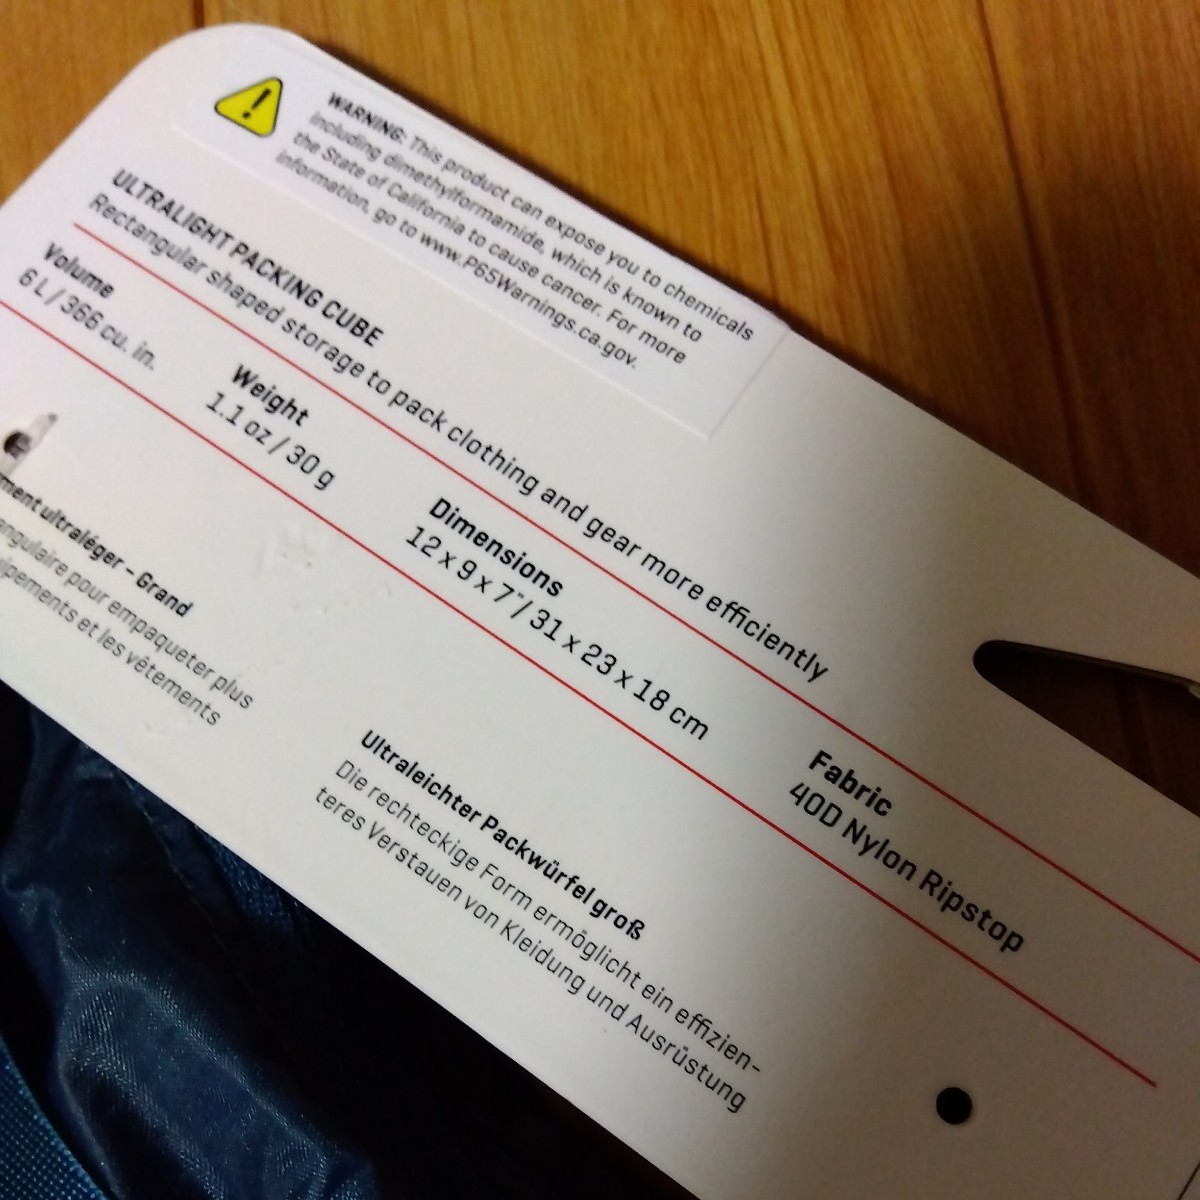 WARNING: This product can expose you to chemicals
including dimethylformamide, which is known to
the State of California to cause cancer. For more
information, go to www.P65Warnings.ca.gov.
ULTRALIGHT PACKING CUBE
Rectangular shaped storage to pack clothing and gear more efficiently
Volume
6 L / 366 cu. in.
Weight
1.1 oz / 30 g
Dimensions
12 x 9 x 7" / 31 x 23 x 18 cm
Fabric
40D Nylon Ripstop
ment ultraléger – Grand
angulaire pour empaqueter plus
uipements et les vêtements
Ultraleichter Packwürfel groß
Die rechteckige Form ermöglicht ein effizien-
teres Verstauen von Kleidung und Ausrüstung